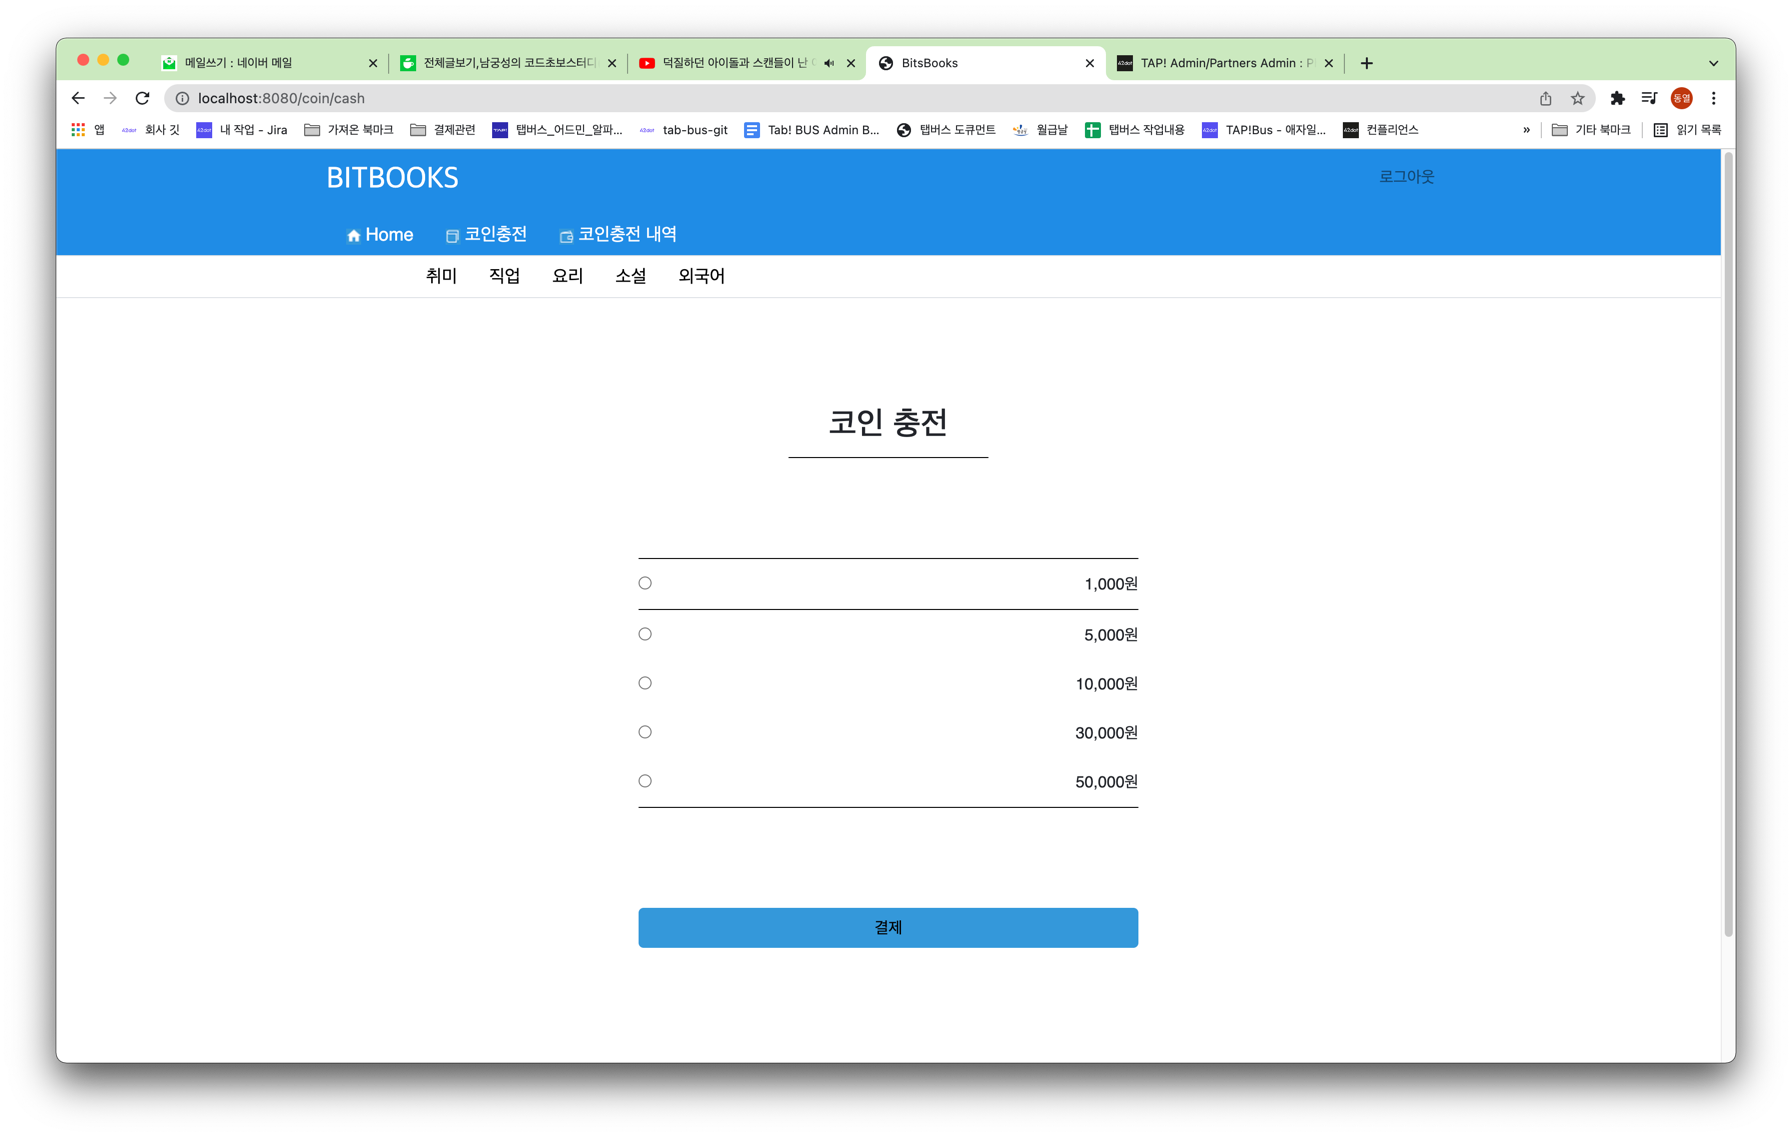 메일쓰기 : 네이버 메일
전체글보기,남궁성의 코드초보스터디
덕질하던 아이돌과 스캔들이 난
BitsBooks
TAP! Admin/Partners Admin : P
localhost:8080/coin/cash
동열
앱
42dot 회사 깃
42dot 내 작업 - Jira
가져온 북마크
결제관련
탭버스_어드민_알파...
42dot tab-bus-git
Tab! BUS Admin B...
탭버스 도큐먼트
월급날
탭버스 작업내용
42dot TAP!Bus - 애자일...
42dot 컨플리언스
»
기타 북마크
읽기 목록
BITBOOKS
로그아웃
Home
코인충전
코인충전 내역
취미 직업 요리 소설 외국어
코인 충전
1,000원
5,000원
10,000원
30,000원
50,000원
결제